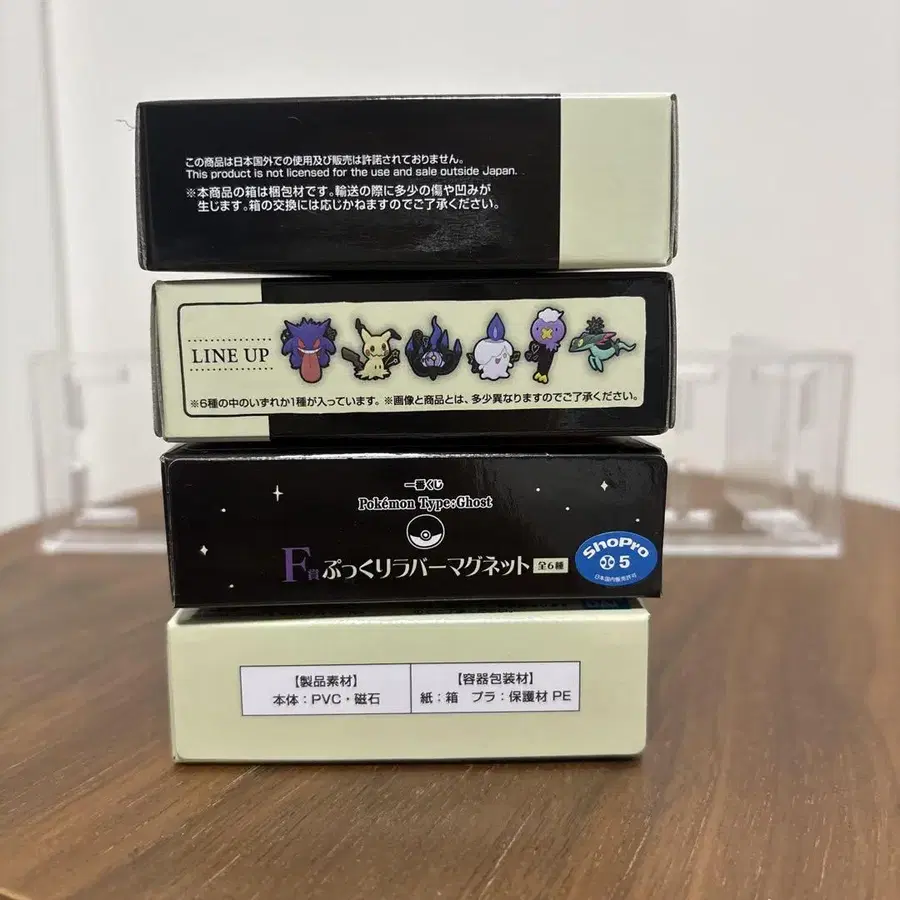 この商品は日本国外での使用及び販売は許諾されておりません。
This product is not licensed for the use and sale outside Japan.
※本商品の箱は梱包材です。輸送の際に多少の傷や凹みが
生じます。箱の交換には応じかねますのでご了承ください。
LINE UP
※6種の中のいずれか1種が入っています。※画像と商品とは、多少異なりますのでご了承ください。
一番くじ
Pokémon Type:Ghost
F賞 ぷっくりラバーマグネット 全6種
ShoPro
5
日本国内販売許可
【製品素材】
本体：PVC・磁石
【容器包装材】
紙：箱 プラ：保護材 PE